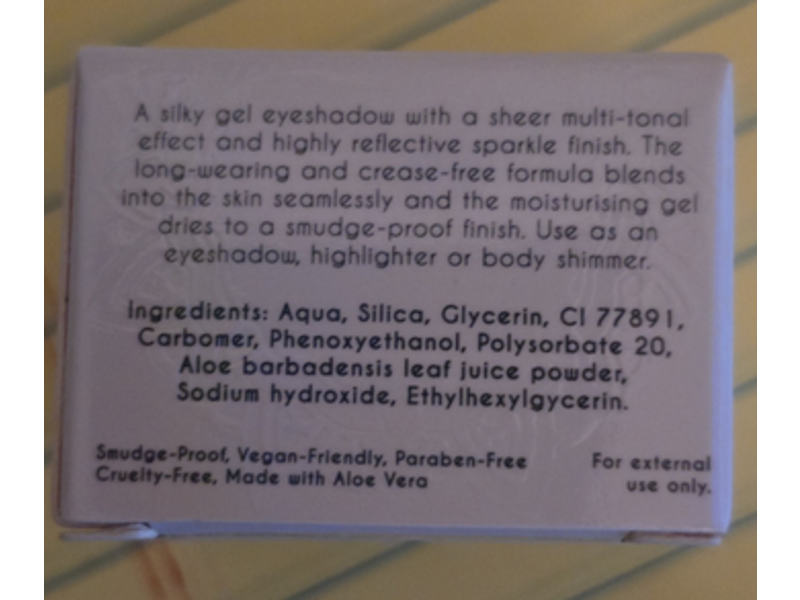 A silky gel eyeshadow with a sheer multi-tonal
effect and highly reflective sparkle finish. The
long-wearing and crease-free formula blends
into the skin seamlessly and the moisturising gel
dries to a smudge-proof finish. Use as an
eyeshadow, highlighter or body shimmer.
Ingredients: Aqua, Silica, Glycerin, CI 77891,
Carbomer, Phenoxyethanol, Polysorbate 20,
Aloe barbadensis leaf juice powder,
Sodium hydroxide, Ethylhexylgycerin.
Smudge-Proof, Vegan-Friendly, Paraben-Free
Cruelty-Free, Made with Aloe Vera
For external
use only.